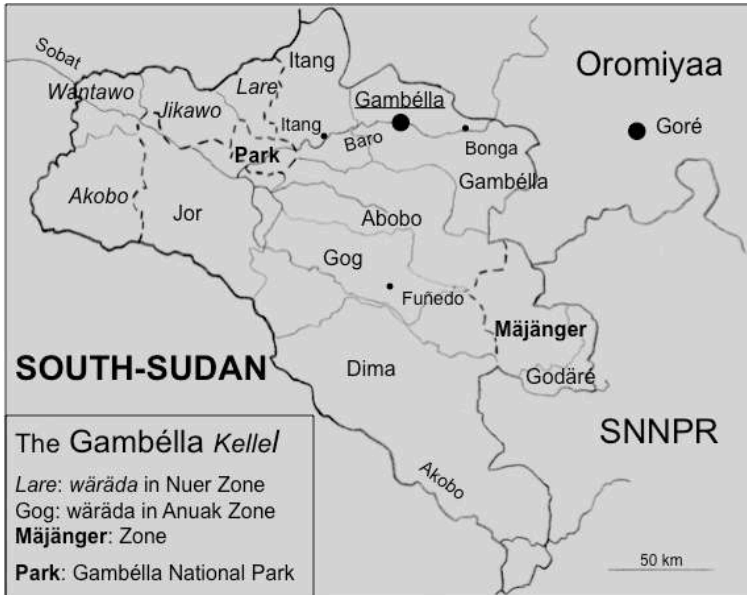 Sobat
Itang
Oromiyaa
Wantawo
Lare
Jikawo
Gambélla
Itang
Goré
Baro
Bonga
Park
Gambélla
Akobo
Jor
Abobo
Gog
Fuñedo
Mäjänger
SOUTH-SUDAN
Dima
Godäré
SNNPR
The Gambélla Kellel
Lare: wäräda in Nuer Zone
Gog: wäräda in Anuak Zone
Mäjänger: Zone
Park: Gambélla National Park
Akobo
50 km